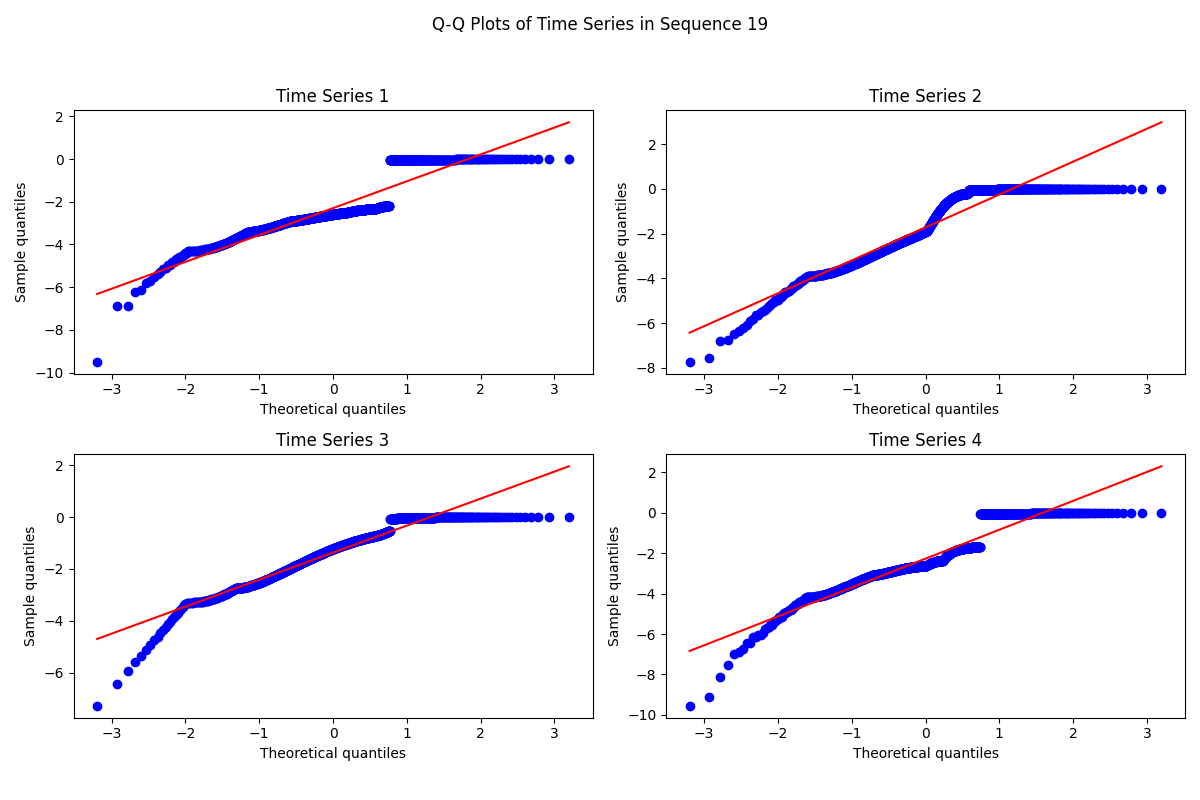 Q-Q Plots of Time Series in Sequence 19
Time Series 1
2
0
−2
−4
−6
−8
−10
Sample quantiles
−3 −2 −1 0 1 2 3
Theoretical quantiles
Time Series 2
2
0
−2
−4
−6
−8
Sample quantiles
−3 −2 −1 0 1 2 3
Theoretical quantiles
Time Series 3
2
0
−2
−4
−6
Sample quantiles
−3 −2 −1 0 1 2 3
Theoretical quantiles
Time Series 4
2
0
−2
−4
−6
−8
−10
Sample quantiles
−3 −2 −1 0 1 2 3
Theoretical quantiles